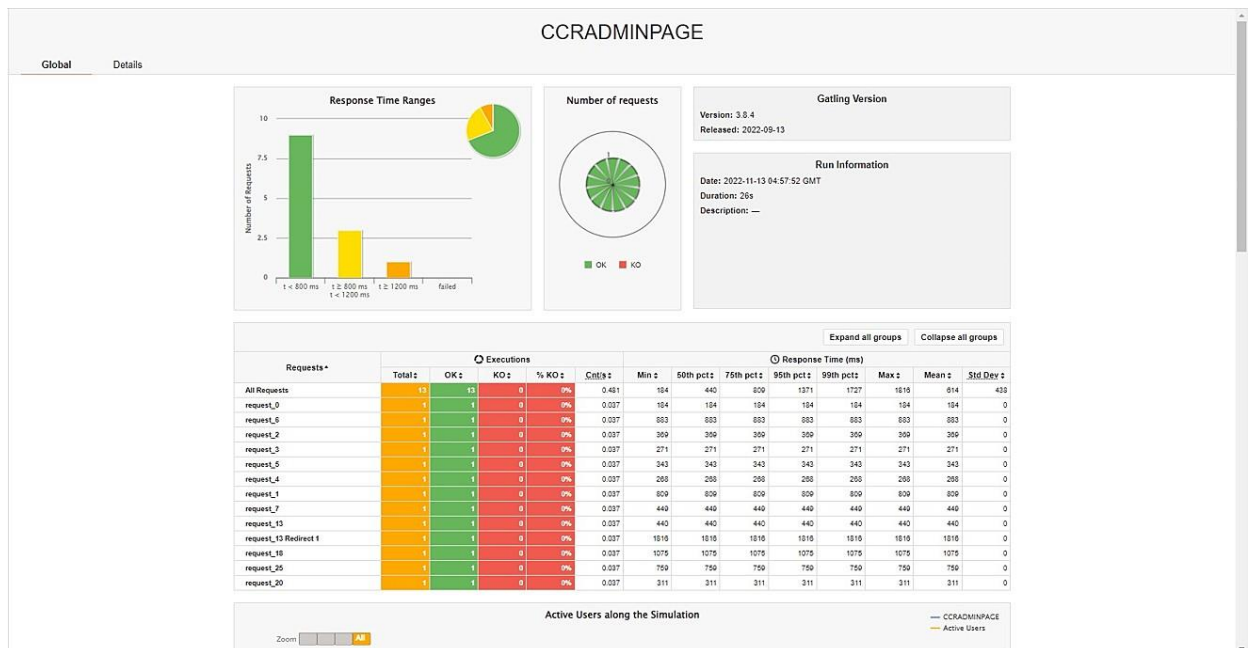 CCRADMINPAGE
Global Details
Response Time Ranges
Number of Requests
10
7.5
5
2.5
0
t < 800 ms
t ≥ 800 ms
t < 1200 ms
t ≥ 1200 ms
failed
Number of requests
OK KO
Gatling Version
Version: 3.8.4
Released: 2022-09-13
Run Information
Date: 2022-11-13 04:57:52 GMT
Duration: 26s
Description: —
Expand all groups Collapse all groups
Requests Executions Response Time (ms)
Total OK KO % KO Cnt/s Min 50th pct 75th pct 95th pct 99th pct Max Mean Std Dev
All Requests 13 13 0 0% 0.481 184 440 809 1371 1727 1816 614 438
request_0 1 1 0 0% 0.037 184 184 184 184 184 184 184 0
request_6 1 1 0 0% 0.037 883 883 883 883 883 883 883 0
request_2 1 1 0 0% 0.037 369 369 369 369 369 369 369 0
request_3 1 1 0 0% 0.037 271 271 271 271 271 271 271 0
request_5 1 1 0 0% 0.037 343 343 343 343 343 343 343 0
request_4 1 1 0 0% 0.037 268 268 268 268 268 268 268 0
request_1 1 1 0 0% 0.037 809 809 809 809 809 809 809 0
request_7 1 1 0 0% 0.037 449 449 449 449 449 449 449 0
request_13 1 1 0 0% 0.037 440 440 440 440 440 440 440 0
request_13 Redirect 1 1 1 0 0% 0.037 1816 1816 1816 1816 1816 1816 1816 0
request_18 1 1 0 0% 0.037 1075 1075 1075 1075 1075 1075 1075 0
request_25 1 1 0 0% 0.037 759 759 759 759 759 759 759 0
request_20 1 1 0 0% 0.037 311 311 311 311 311 311 311 0
Active Users along the Simulation
CCRADMINPAGE
Active Users
Zoom All